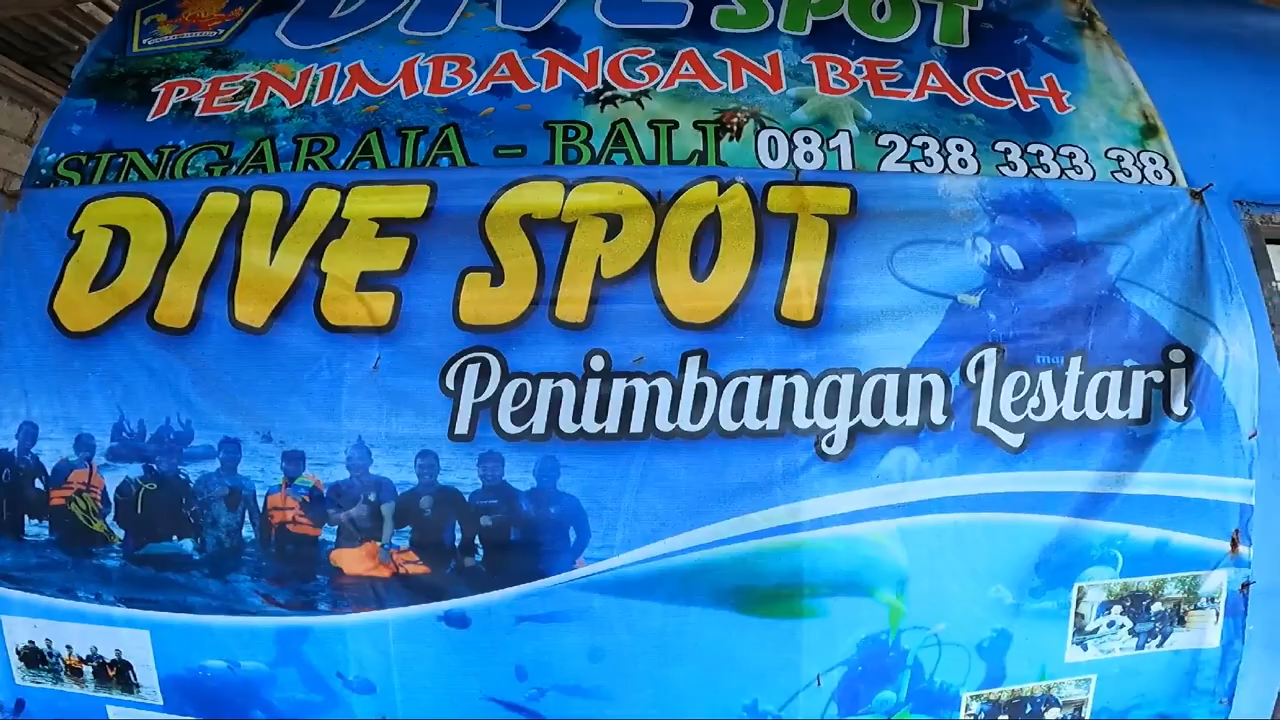 DIVE SPOT
PENIMBANGAN BEACH
SINGARAJA - BALI 081 238 333 38
DIVE SPOT
Penimbangan Lestari